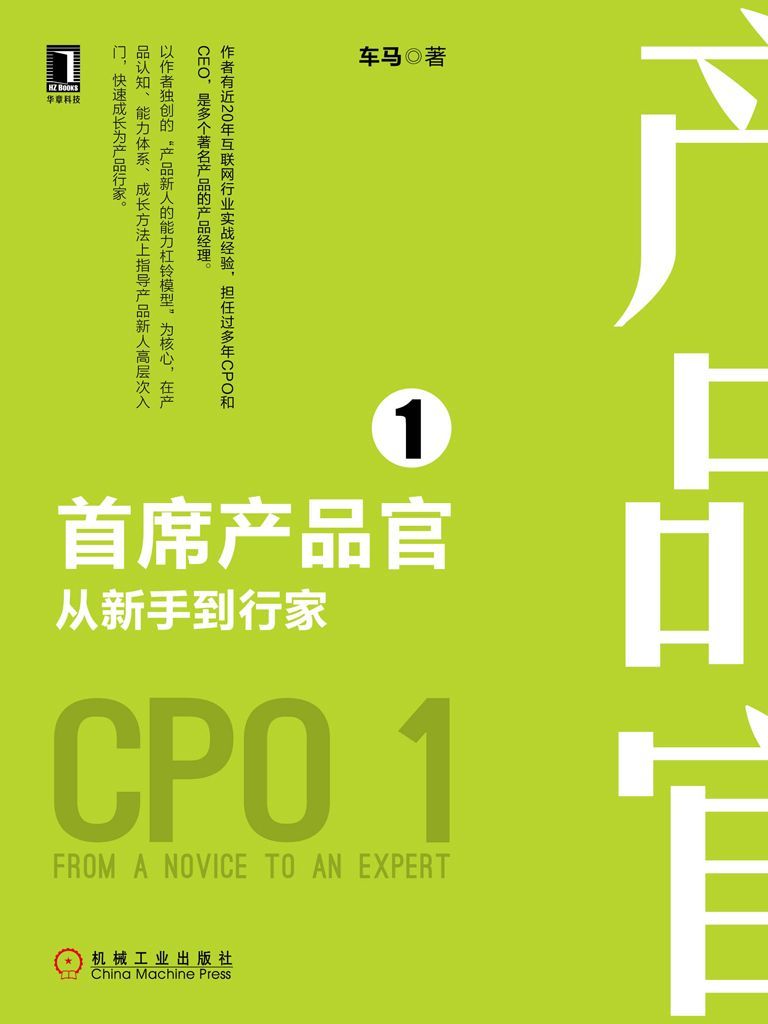 1
HZ BOOKS
华章科技
车马◎著
作者有近20年互联网行业实战经验，担任过多年CPO和
CEO，是多个著名产品的产品经理。
以作者独创的“产品新人的能力杠铃模型”为核心，在产
品认知、能力体系、成长方法上指导产品新人高层次入
门，快速成长为产品行家。
产品官
1
首席产品官
从新手到行家
CPO 1
FROM A NOVICE TO AN EXPERT
机械工业出版社
China Machine Press